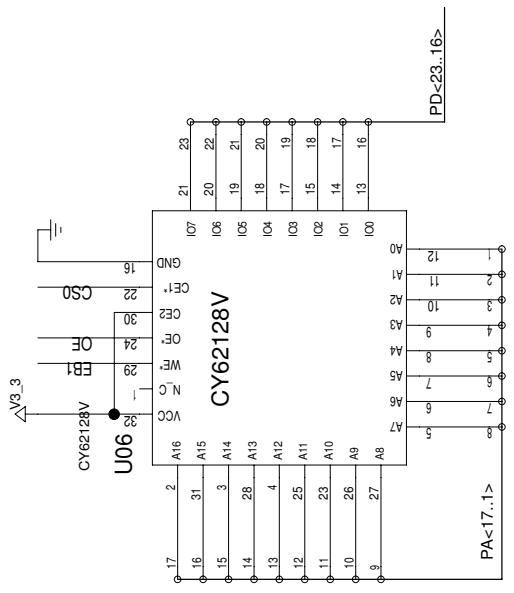 V3_3
CS0
OE
EB1
CY62128V
U06
16 22 30 24 29 1 32
GND
CE1*
CE2*
OE*
WE*
N_C
VCC
CY62128V
21 23 IO7
20 22 IO6
19 21 IO5
18 20 IO4
17 19 IO3
15 18 IO2
14 17 IO1
13 16 IO0
PD<23..16>
17 2 A16
16 31 A15
15 3 A14
14 28 A13
13 4 A12
12 25 A11
11 23 A10
10 26 A9
9 27 A8
A0 12 1
A1 11 2
A2 10 3
A3 9 4
A4 8 5
A5 7 6
A6 6 7
A7 5 8
PA<17..1>